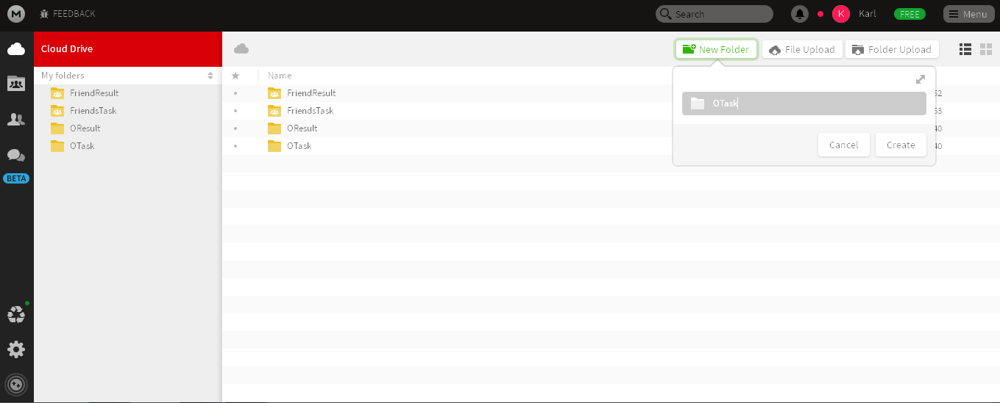 M FEEDBACK Search K Karl FREE Menu
Cloud Drive New Folder File Upload Folder Upload
My folders Name
FriendResult FriendResult 52
FriendsTask FriendsTask OTask 53
OResult OResult 40
OTask OTask Cancel Create 40
BETA